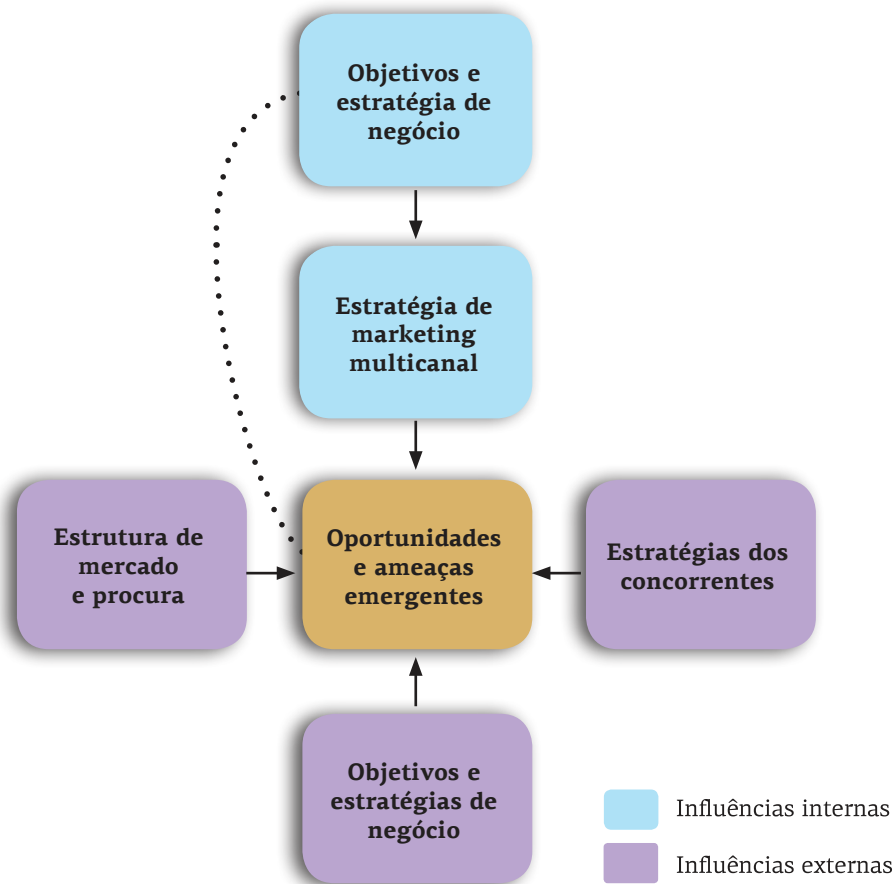 Objetivos e
estratégia de
negócio
Estratégia de
marketing
multicanal
Estrutura de
mercado
e procura
Oportunidades
e ameaças
emergentes
Estratégias dos
concorrentes
Objetivos e
estratégias de
negócio
Influências internas
Influências externas